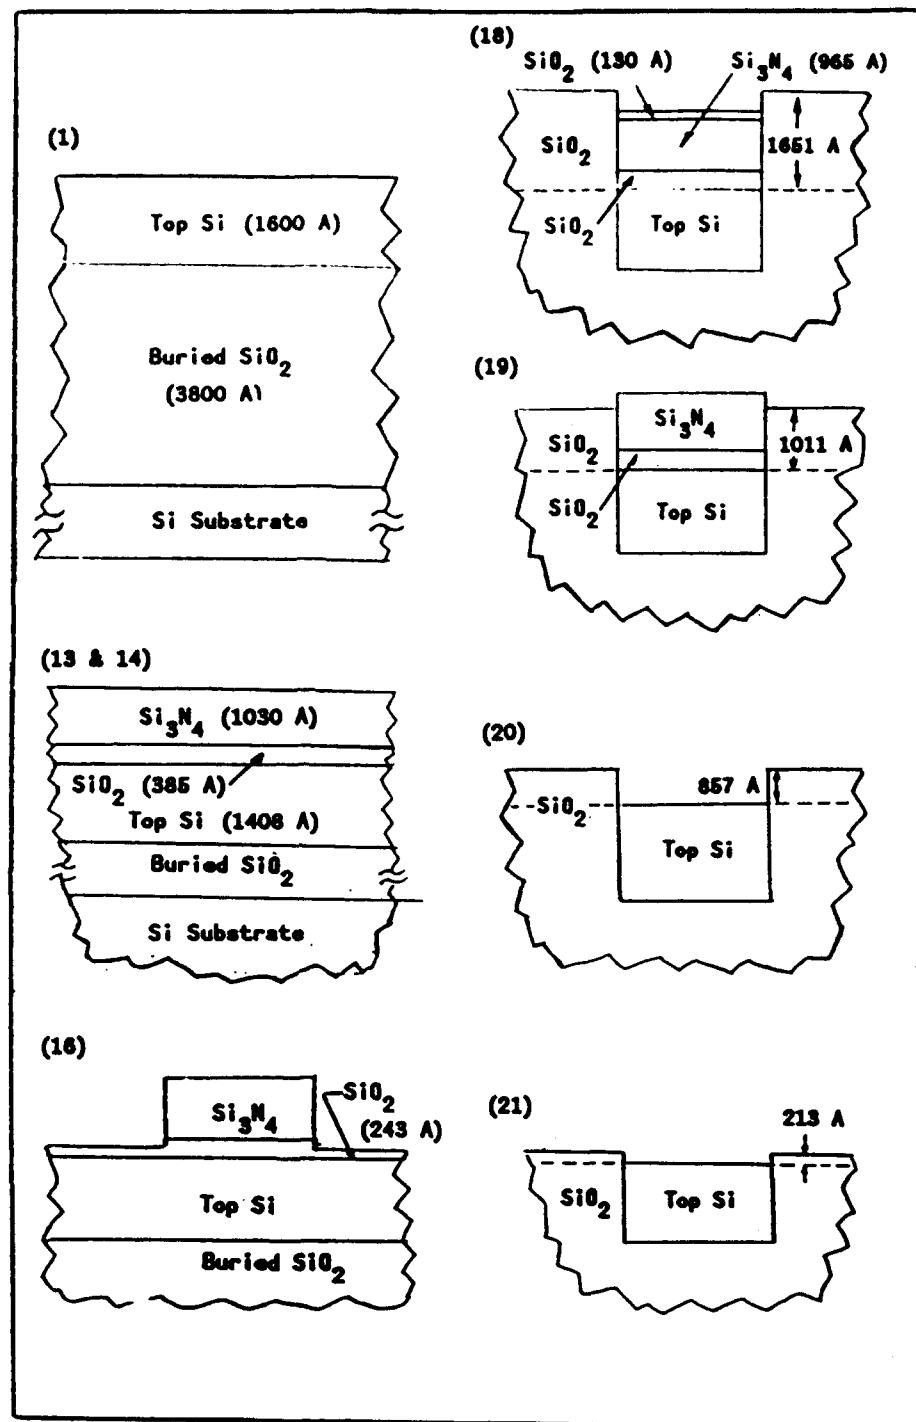 (1)
Top Si (1600 A)
Buried SiO2
(3800 A)
Si Substrate
(13 & 14)
Si3N4 (1030 A)
SiO2 (385 A)
Top Si (1408 A)
Buried SiO2
Si Substrate
(16)
SiO2
(243 A)
Si3N4
Top Si
Buried SiO2
(18)
SiO2 (130 A)
Si3N4 (965 A)
SiO2
1651 A
SiO2
Top Si
(19)
Si3N4
SiO2
1011 A
SiO2
Top Si
(20)
857 A
SiO2
Top Si
(21)
213 A
SiO2
Top Si